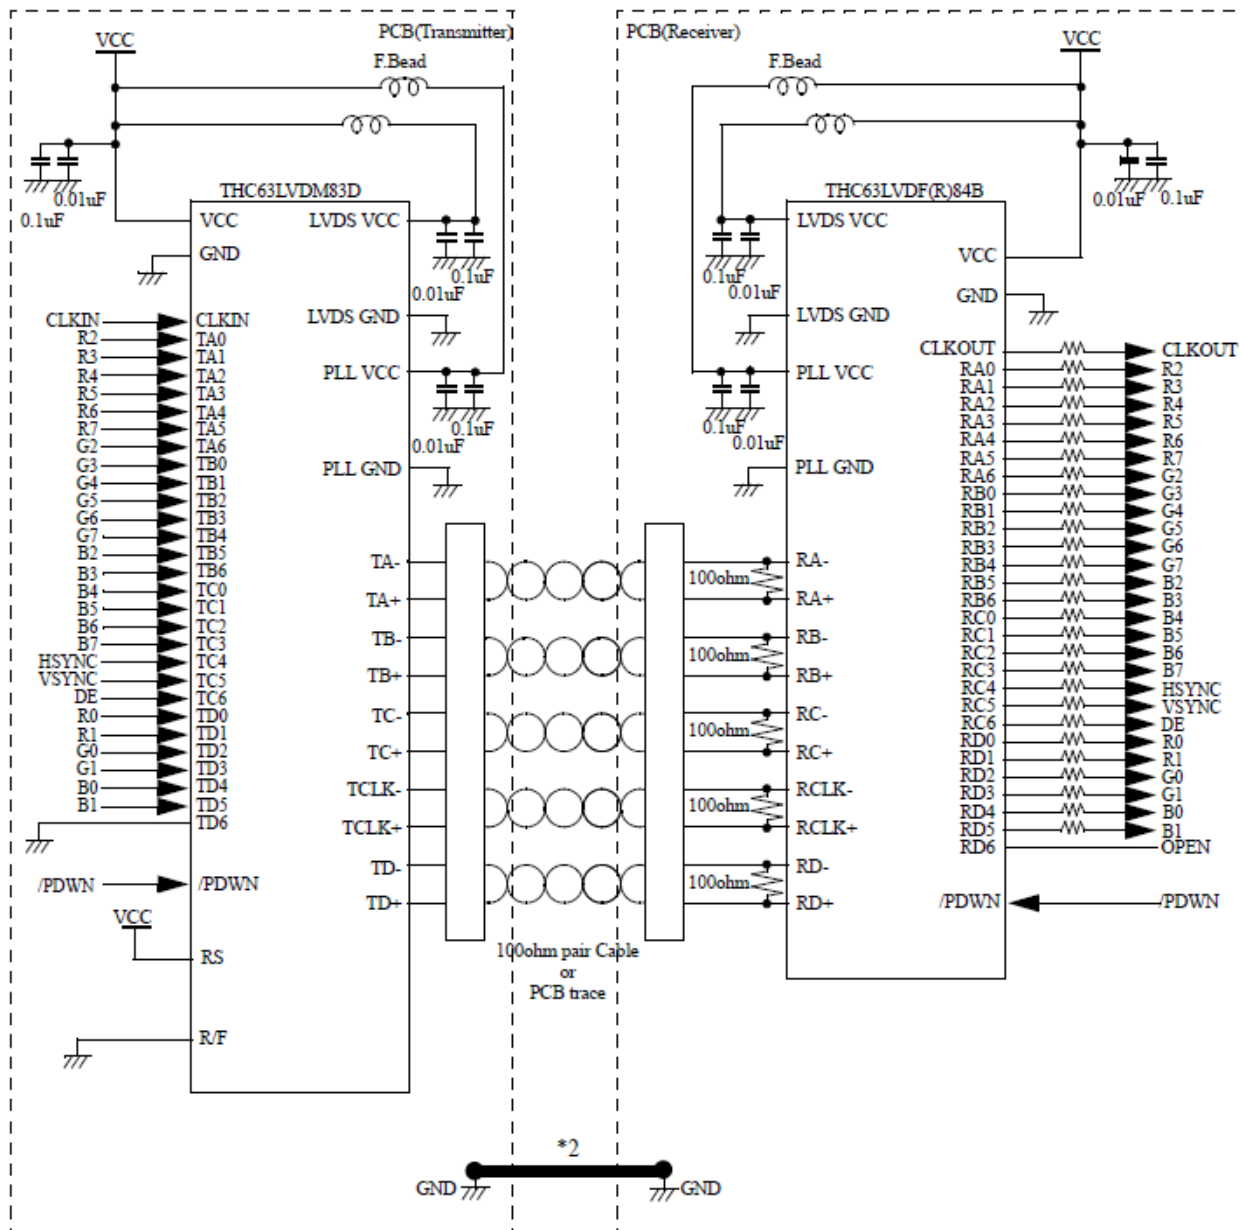 PCB(Transmitter)
VCC
F.Bead
0.01uF
0.1uF
THC63LVDM83D
VCC
LVDS VCC
GND
0.1uF
0.01uF
LVDS GND
PLL VCC
0.1uF
0.01uF
PLL GND
CLKIN CLKIN
R2 TA0
R3 TA1
R4 TA2
R5 TA3
R6 TA4
R7 TA5
G2 TA6
G3 TB0
G4 TB1
G5 TB2
G6 TB3
G7 TB4
B2 TB5
B3 TB6
B4 TC0
B5 TC1
B6 TC2
B7 TC3
HSYNC TC4
VSYNC TC5
DE TC6
R0 TD0
R1 TD1
G0 TD2
G1 TD3
B0 TD4
B1 TD5
TD6
/PDWN /PDWN
VCC
RS
R/F
TA-
TA+
TB-
TB+
TC-
TC+
TCLK-
TCLK+
TD-
TD+
100ohm pair Cable
or
PCB trace
PCB(Receiver)
VCC
F.Bead
0.01uF
0.1uF
THC63LVDF(R)84B
LVDS VCC
VCC
0.1uF
0.01uF
GND
LVDS GND
PLL VCC
0.1uF
0.01uF
PLL GND
100ohm
RA-
RA+
100ohm
RB-
RB+
100ohm
RC-
RC+
100ohm
RCLK-
RCLK+
100ohm
RD-
RD+
CLKOUT CLKOUT
RA0 R2
RA1 R3
RA2 R4
RA3 R5
RA4 R6
RA5 R7
RA6 G2
RB0 G3
RB1 G4
RB2 G5
RB3 G6
RB4 G7
RB5 B2
RB6 B3
RC0 B4
RC1 B5
RC2 B6
RC3 B7
RC4 HSYNC
RC5 VSYNC
RC6 DE
RD0 R0
RD1 R1
RD2 G0
RD3 G1
RD4 B0
RD5 B1
RD6 OPEN
/PDWN /PDWN
*2
GND GND